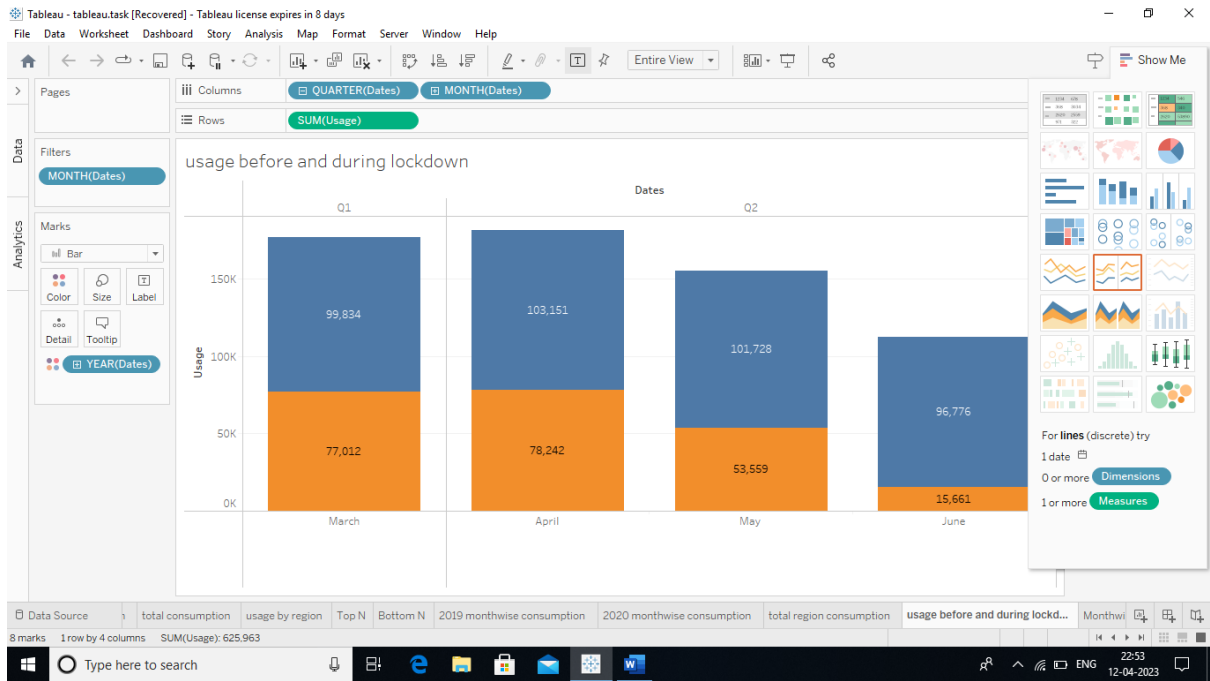 Tableau - tableau.task [Recovered] - Tableau license expires in 8 days
File Data Worksheet Dashboard Story Analysis Map Format Server Window Help
Entire View
Show Me
Pages
iii Columns
QUARTER(Dates)
MONTH(Dates)
Rows
SUM(Usage)
Data
Analytics
Filters
MONTH(Dates)
Marks
Bar
Color Size Label
Detail Tooltip
YEAR(Dates)
usage before and during lockdown
Dates
Q1 Q2
Usage
150K
100K
50K
0K
99,834
103,151
101,728
96,776
77,012
78,242
53,559
15,661
March April May June
For lines (discrete) try
1 date
0 or more Dimensions
1 or more Measures
Data Source
total consumption
usage by region
Top N
Bottom N
2019 monthwise consumption
2020 monthwise consumption
total region consumption
usage before and during lockd...
Monthwi
8 marks 1 row by 4 columns SUM(Usage): 625,963
Type here to search
ENG
22:53
12-04-2023